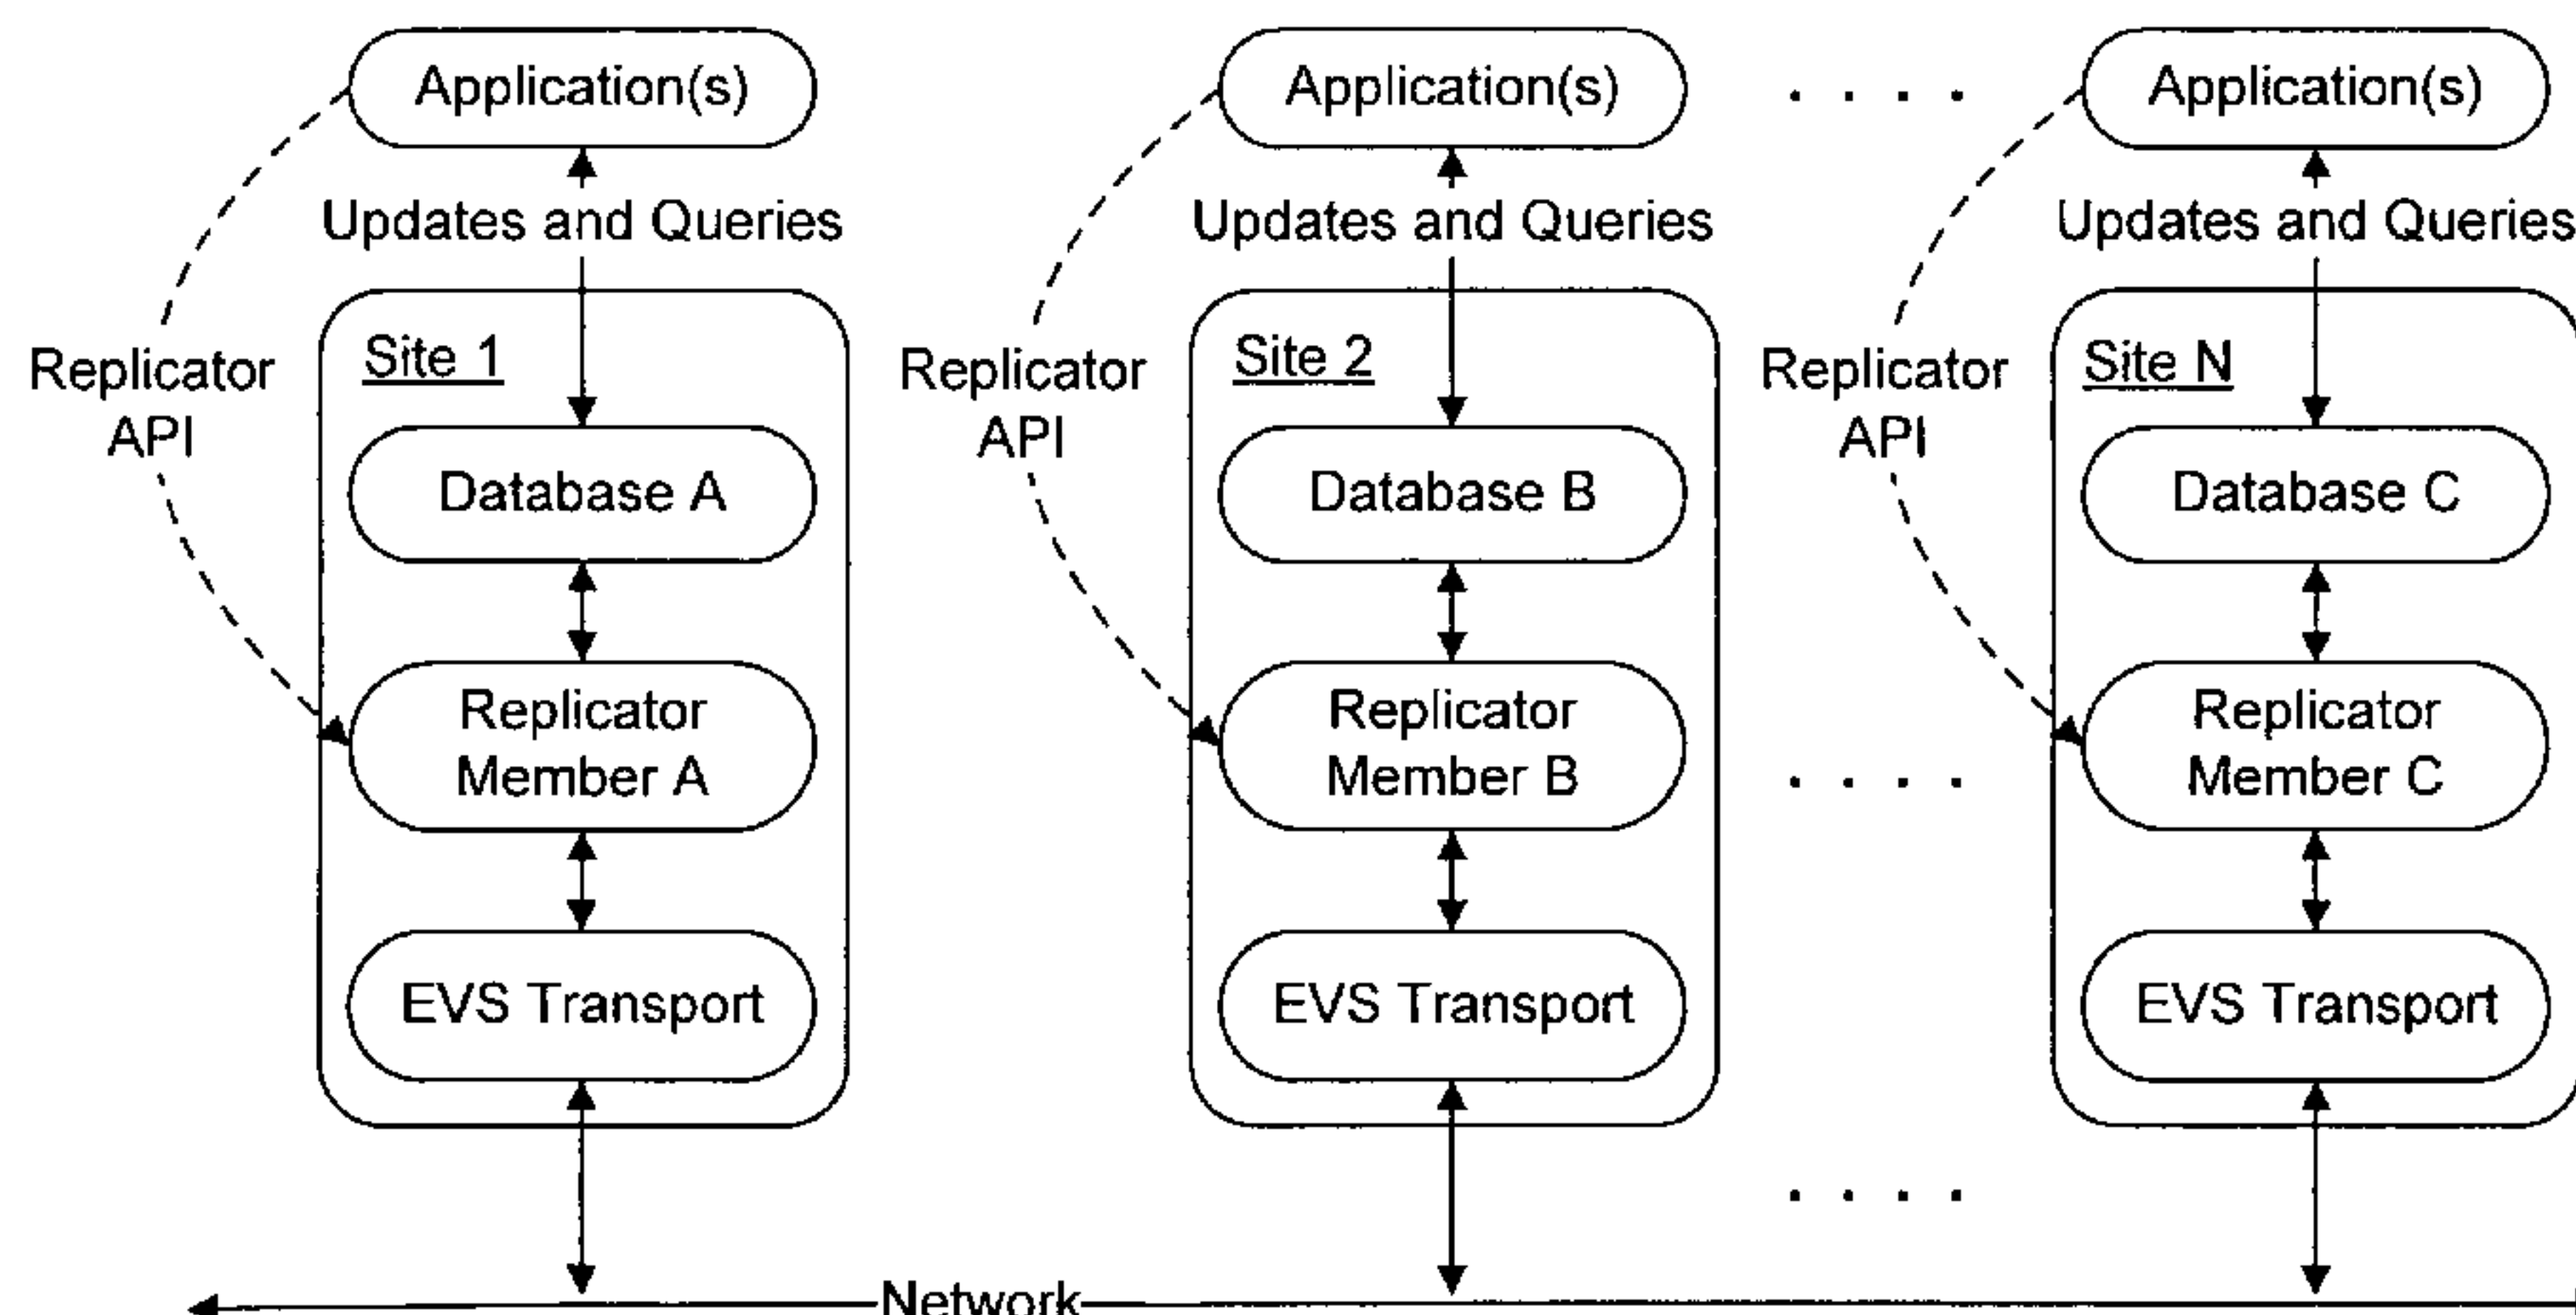 Application(s)
Application(s)
. . . .
Application(s)
Updates and Queries
Updates and Queries
Updates and Queries
Replicator
API
Site 1
Replicator
API
Site 2
Replicator
API
Site N
Database A
Database B
Database C
Replicator
Member A
Replicator
Member B
. . . .
Replicator
Member C
EVS Transport
EVS Transport
EVS Transport
. . . .
Network